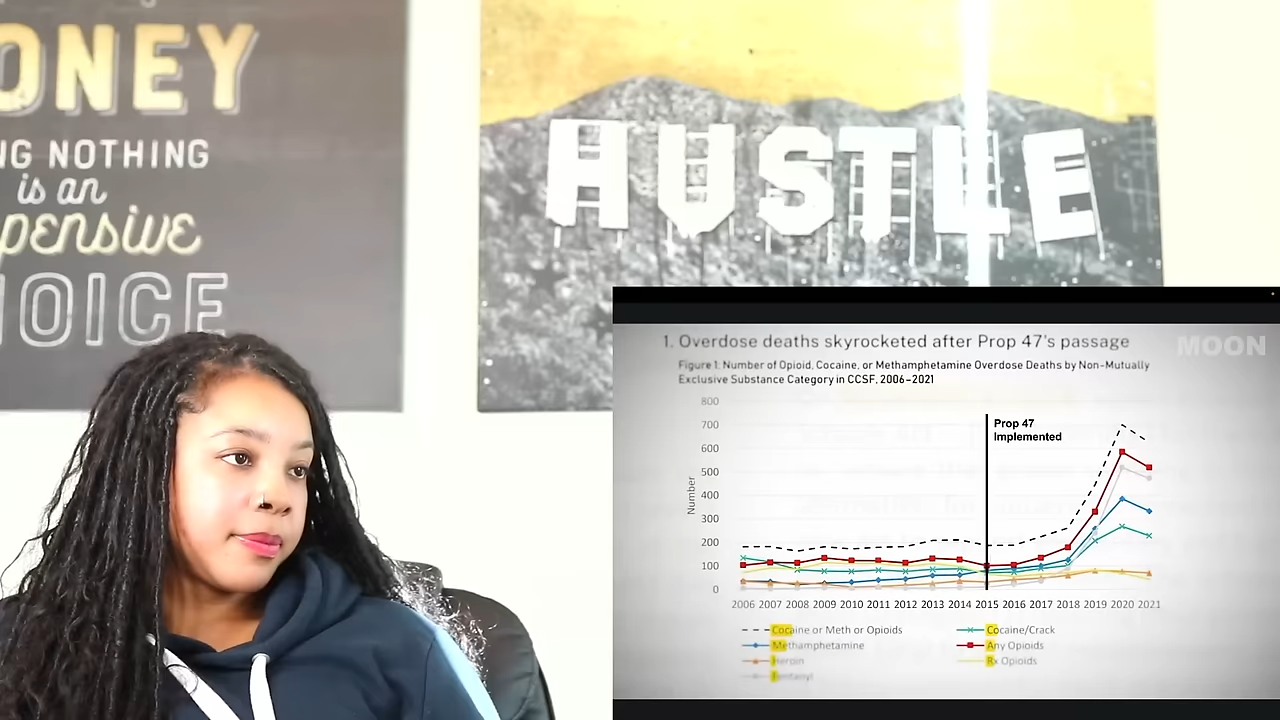 ONEY
NG NOTHING
is an
pensive
OICE
HUSTLE
1. Overdose deaths skyrocketed after Prop 47's passage
MOON
Figure 1: Number of Opioid, Cocaine, or Methamphetamine Overdose Deaths by Non-Mutually
Exclusive Substance Category in CCSF, 2006–2021
800
700
600
500
400
300
200
100
0
Number
Prop 47
Implemented
2006 2007 2008 2009 2010 2011 2012 2013 2014 2015 2016 2017 2018 2019 2020 2021
Cocaine or Meth or Opioids
Cocaine/Crack
Methamphetamine
Any Opioids
Heroin
Rx Opioids
Fentanyl